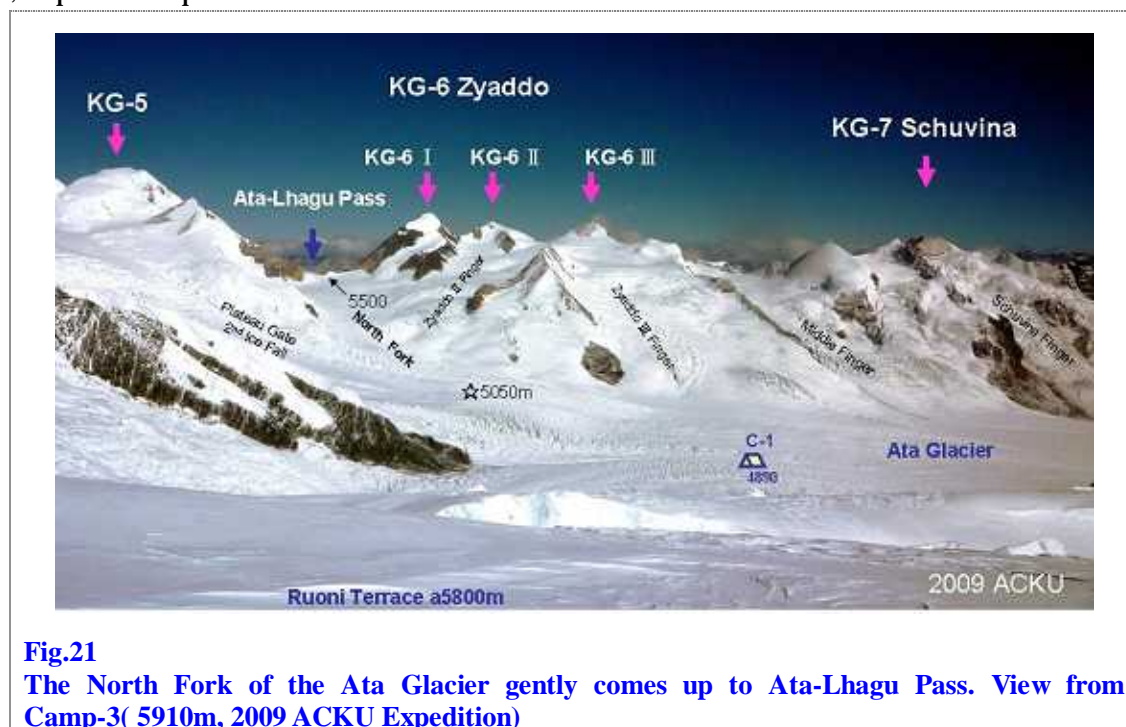 KG-5
KG-6 Zyaddo
KG-7 Schuvina
KG-6 I KG-6 II KG-6 III
Ata-Lhagu Pass
5500
North Fork
Zyaddo II Finger
Zyaddo III Finger
Middle Finger
Schuvina Finger
Plateau Gate
2nd Ice Fall
☆5050m
C-1
4890
Ata Glacier
Ruoni Terrace a5800m
2009 ACKU
Fig.21
The North Fork of the Ata Glacier gently comes up to Ata-Lhagu Pass. View from
Camp-3( 5910m, 2009 ACKU Expedition)